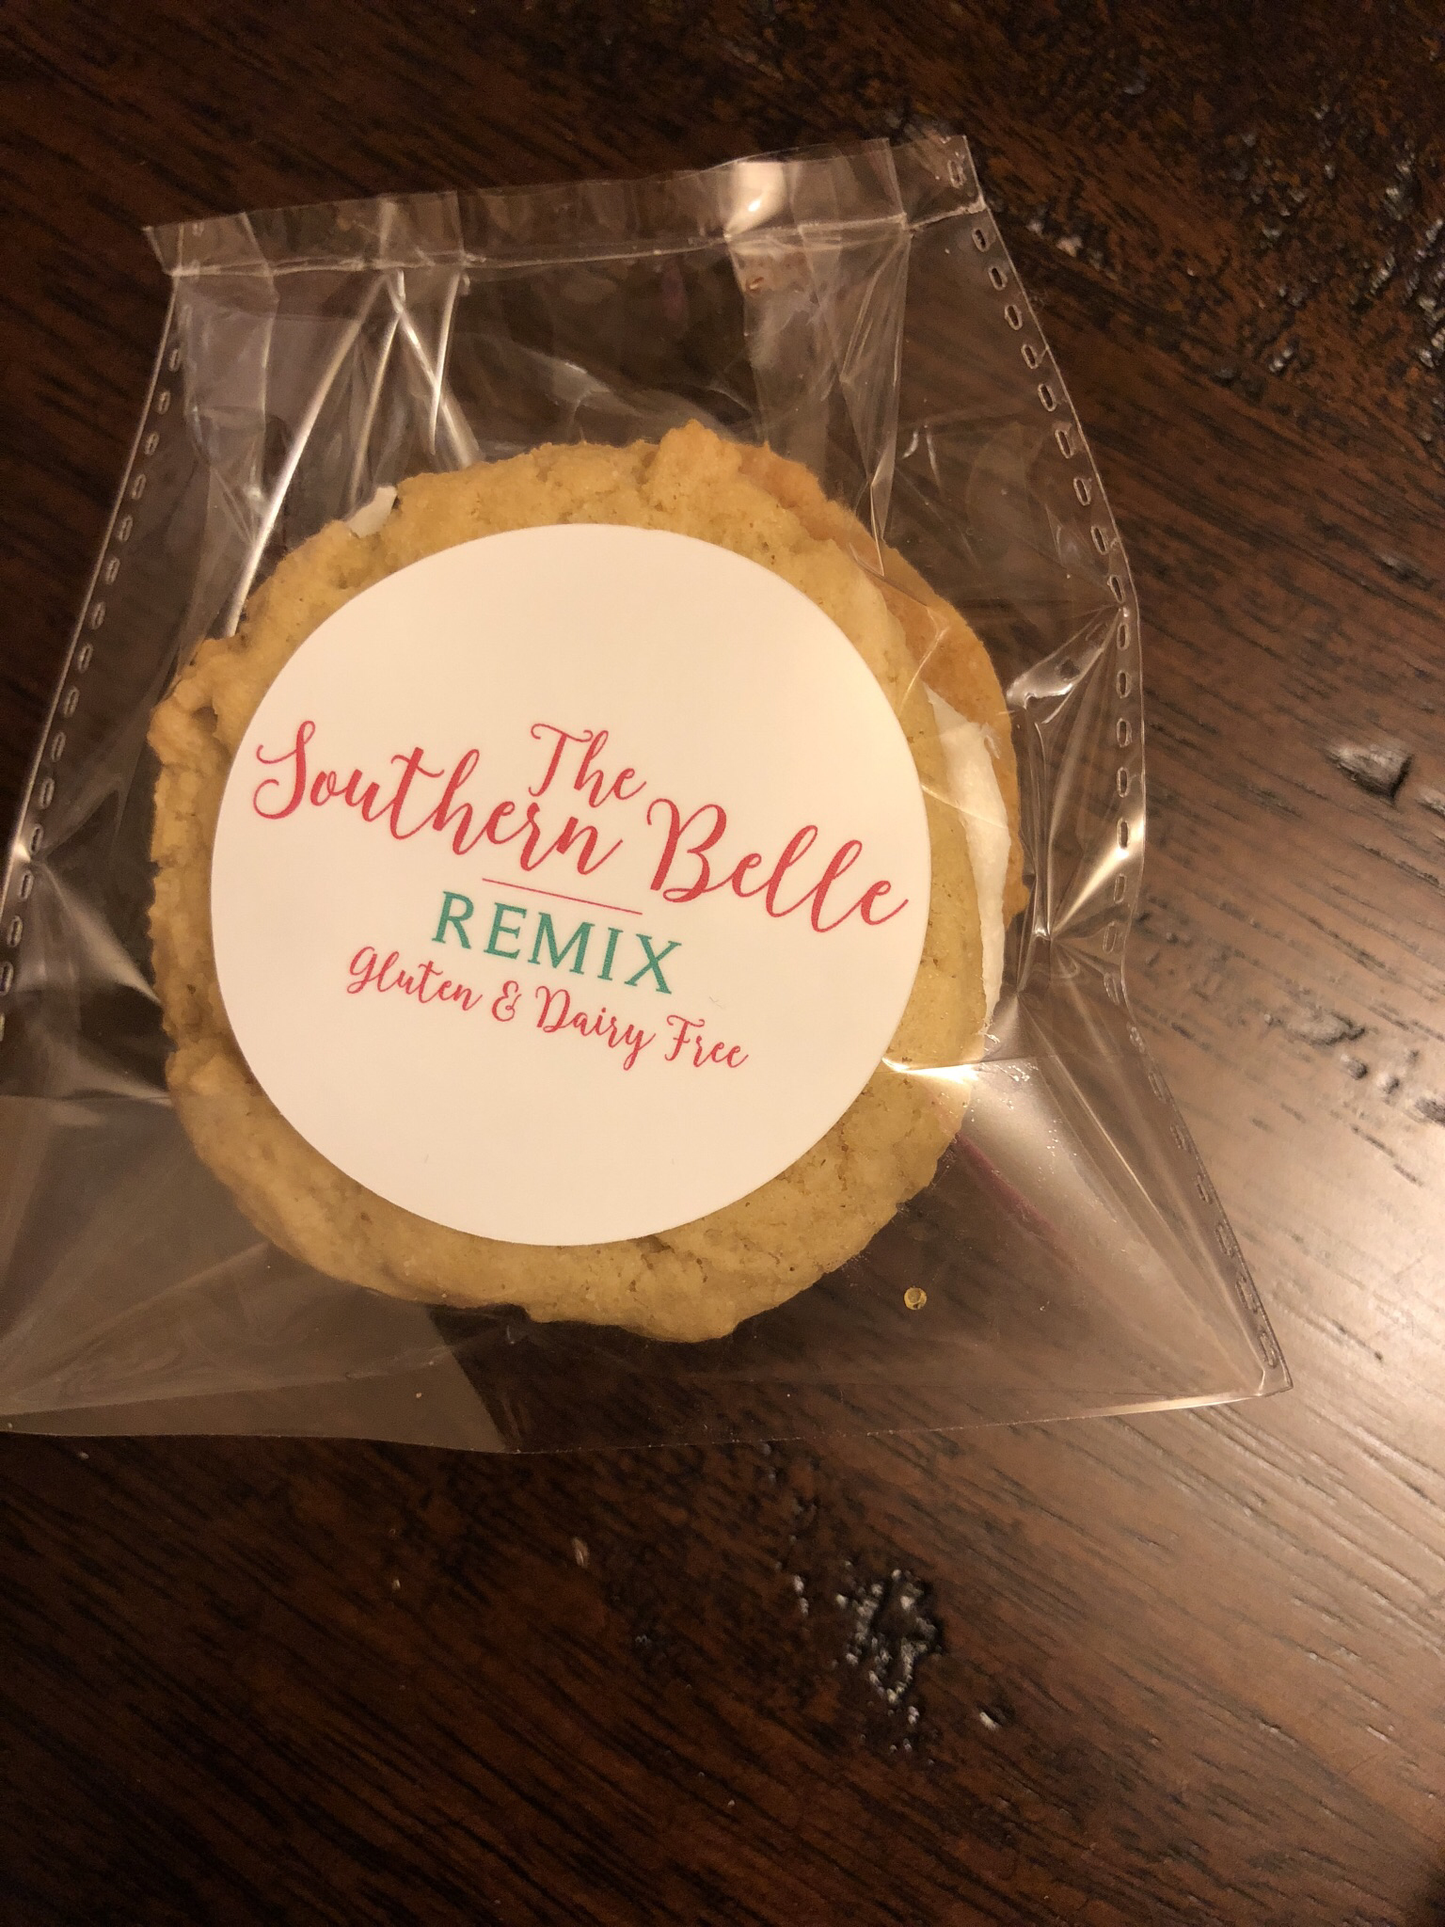 The
Southern Belle
REMIX
Gluten & Dairy Free